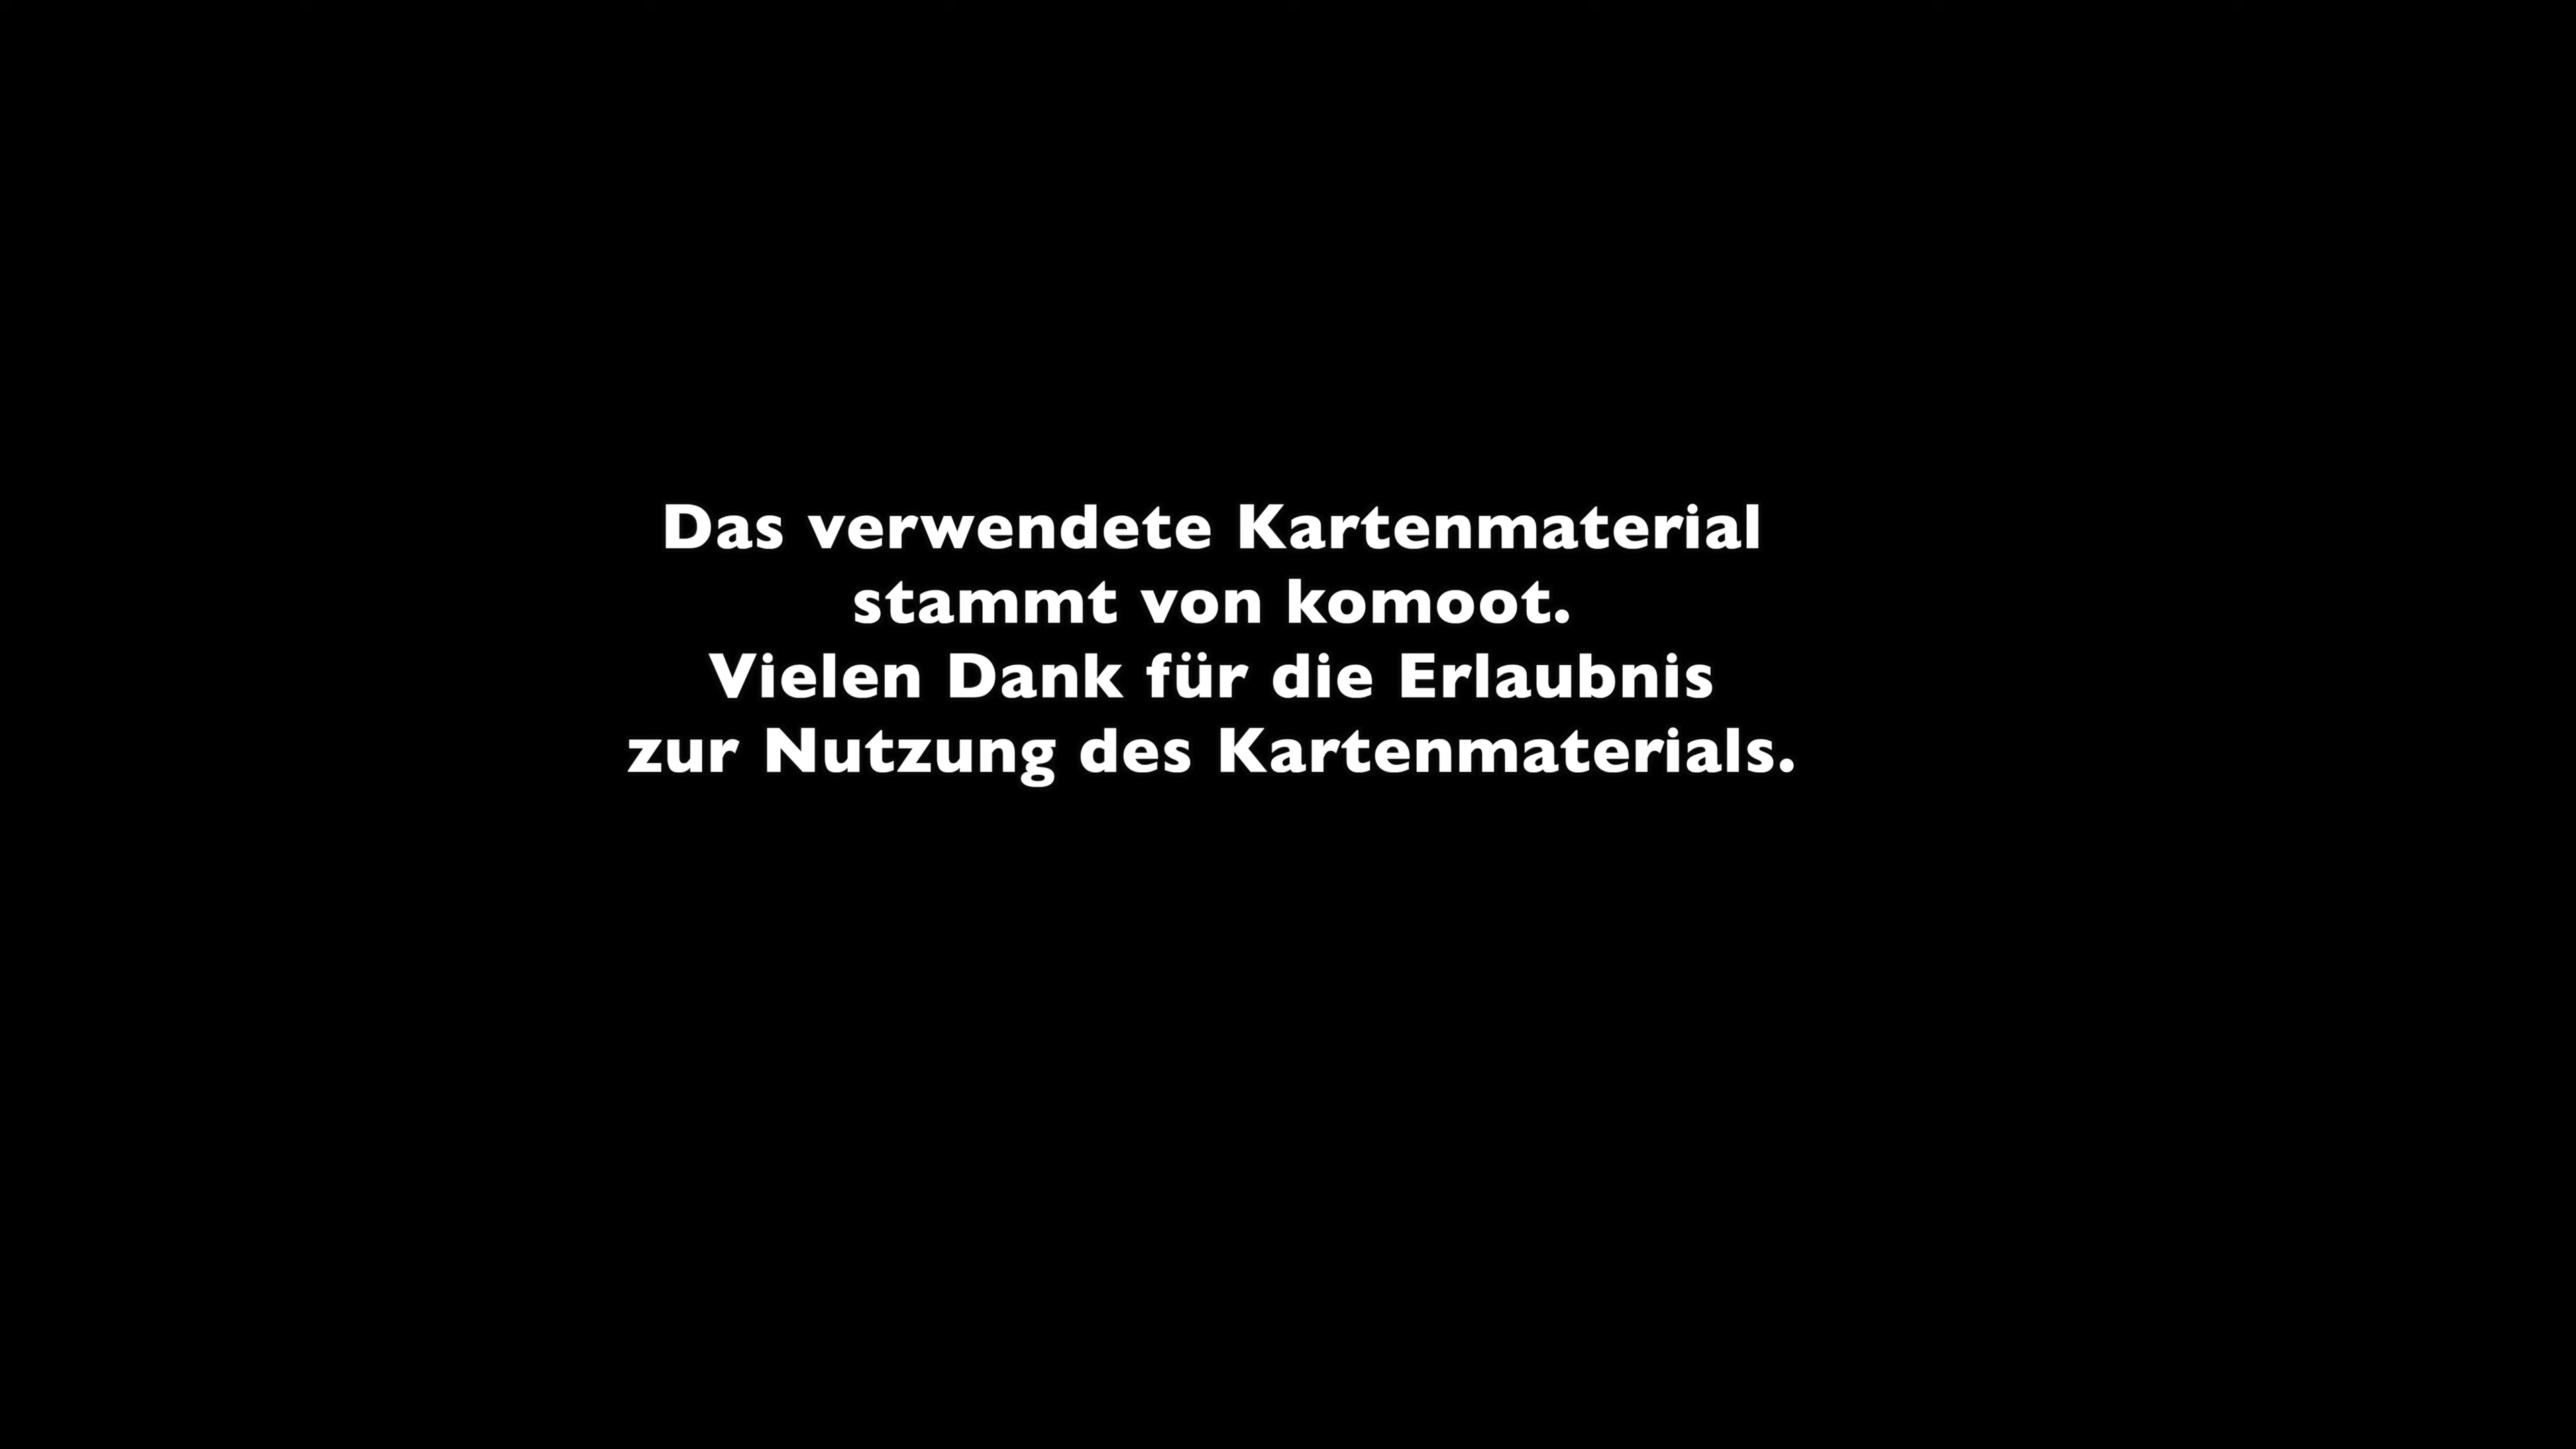 Das verwendete Kartenmaterial
stammt von komoot.
Vielen Dank für die Erlaubnis
zur Nutzung des Kartenmaterials.